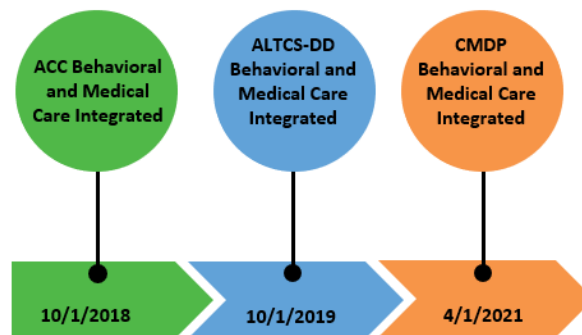 ACC Behavioral
and Medical
Care Integrated
ALTCS-DD
Behavioral and
Medical Care
Integrated
CMDP
Behavioral and
Medical Care
Integrated
10/1/2018
10/1/2019
4/1/2021